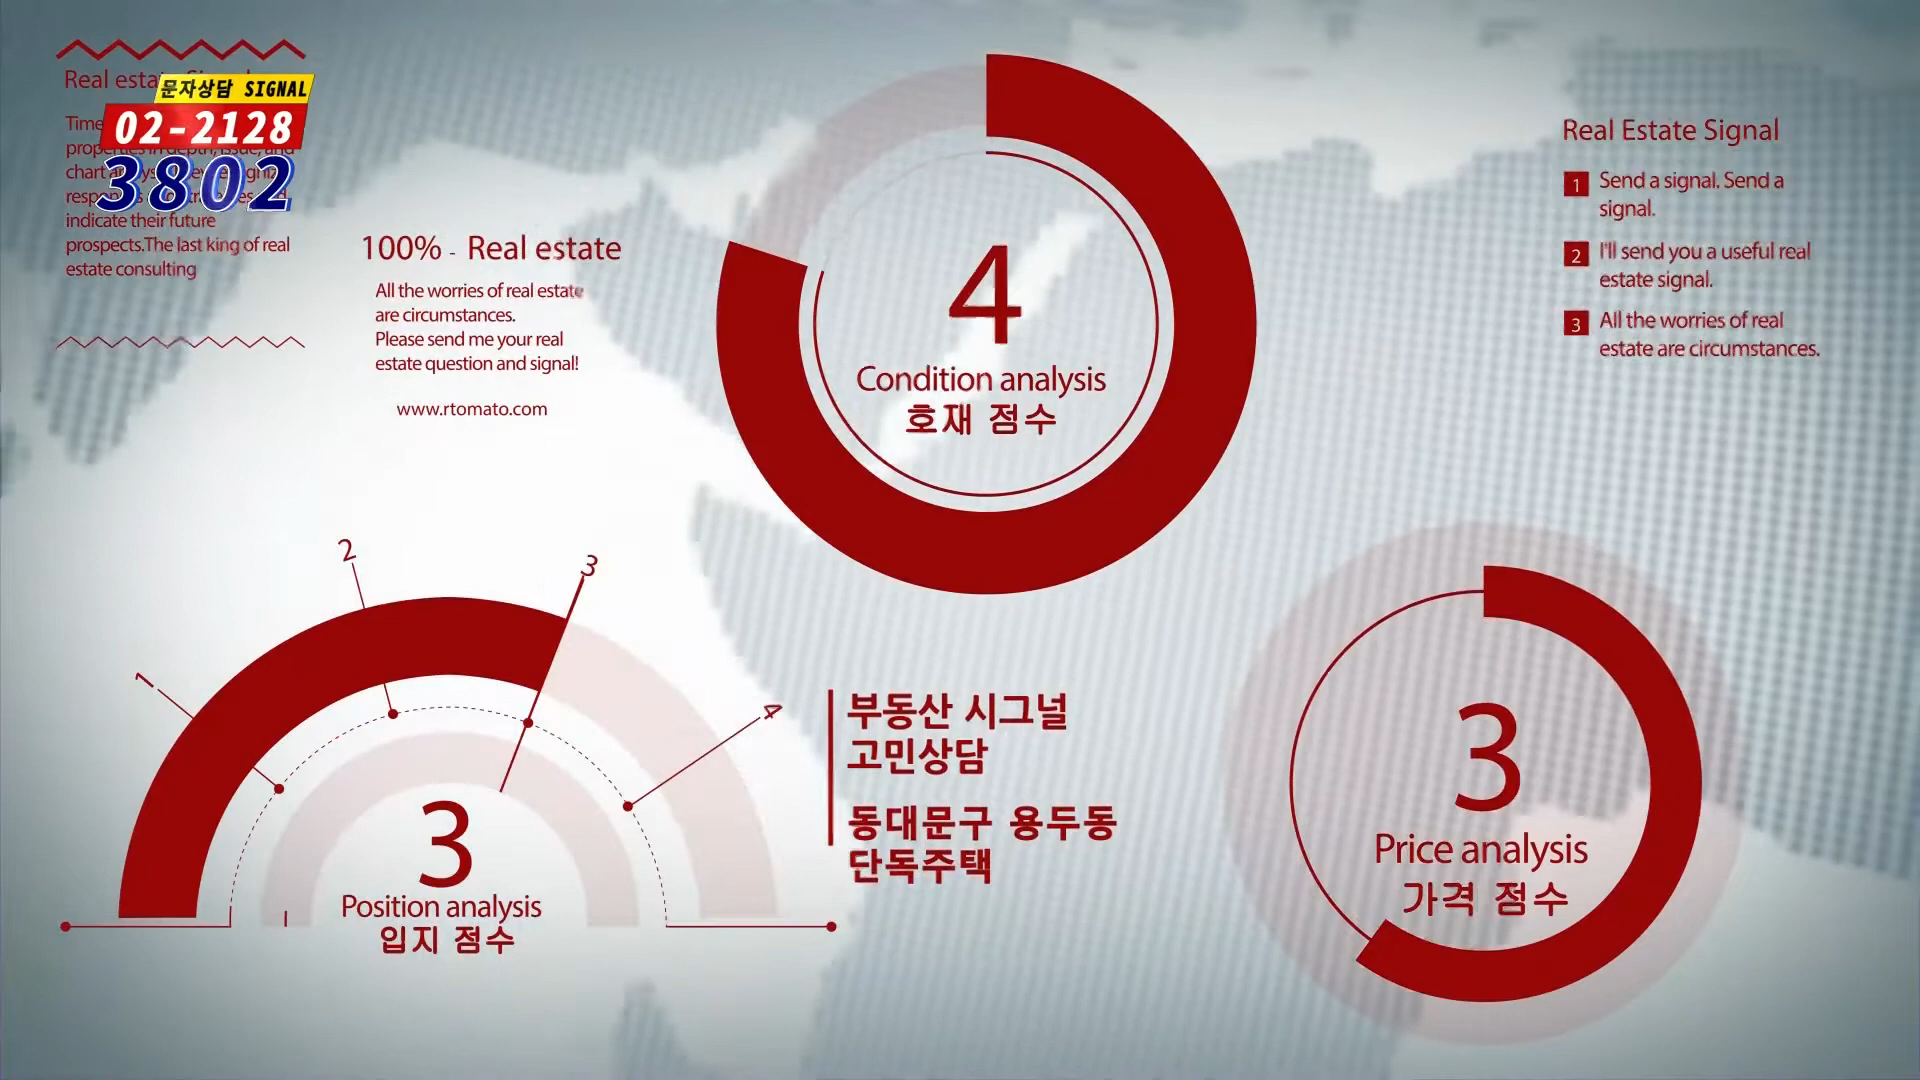 Real esta
문자상담 SIGNAL
02-2128
3802
Time
indicate their future
prospects.The last king of real
estate consulting
100% - Real estate
All the worries of real estate
are circumstances.
Please send me your real
estate question and signal!
www.rtomato.com
4
Condition analysis
호재 점수
Real Estate Signal
1 Send a signal. Send a
signal.
2 I'll send you a useful real
estate signal.
3 All the worries of real
estate are circumstances.
1
2
3
4
3
Position analysis
입지 점수
부동산 시그널
고민상담
동대문구 용두동
단독주택
3
Price analysis
가격 점수